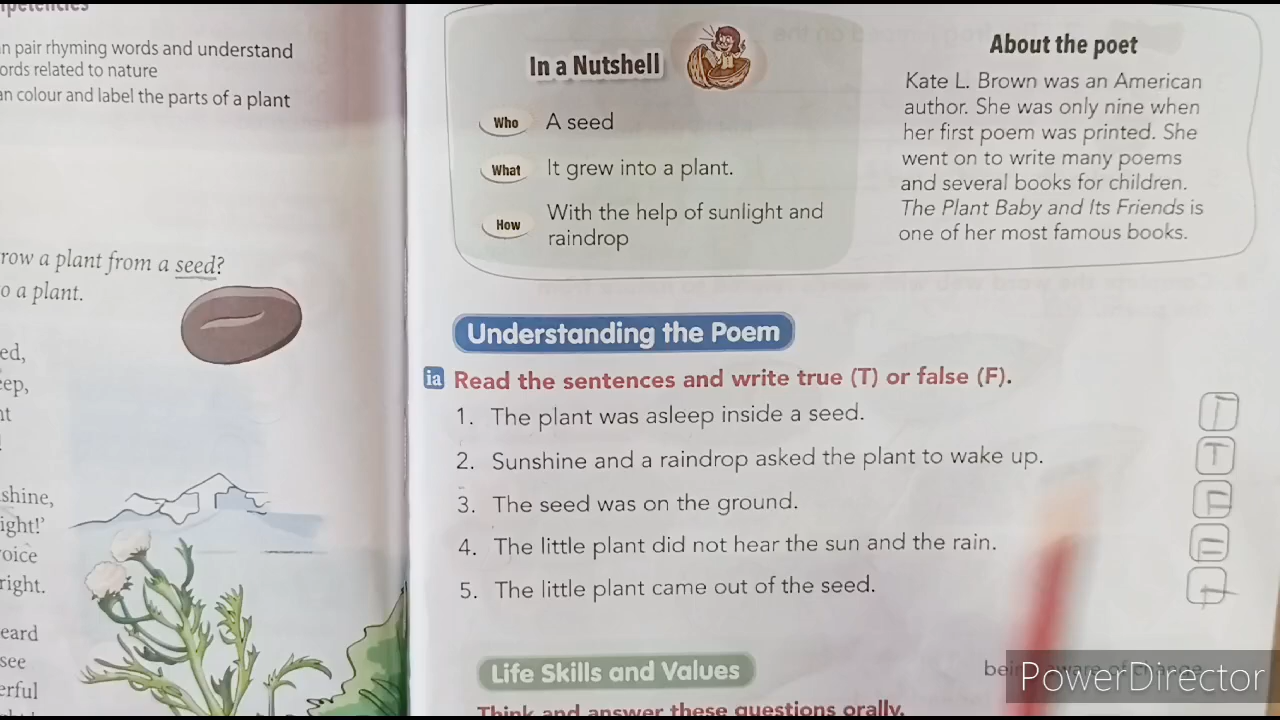 n pair rhyming words and understand
ords related to nature
an colour and label the parts of a plant
row a plant from a seed?
o a plant.
ed,
eep,
shine,
ight!'
oice
right.
eard
see
erful
In a Nutshell
Who A seed
What It grew into a plant.
How With the help of sunlight and
raindrop
About the poet
Kate L. Brown was an American
author. She was only nine when
her first poem was printed. She
went on to write many poems
and several books for children.
The Plant Baby and Its Friends is
one of her most famous books.
Understanding the Poem
ia Read the sentences and write true (T) or false (F).
1. The plant was asleep inside a seed. T
2. Sunshine and a raindrop asked the plant to wake up. T
3. The seed was on the ground. F
4. The little plant did not hear the sun and the rain. F
5. The little plant came out of the seed. T
Life Skills and Values
being aware of change
Think and answer these questions orally.
PowerDirector